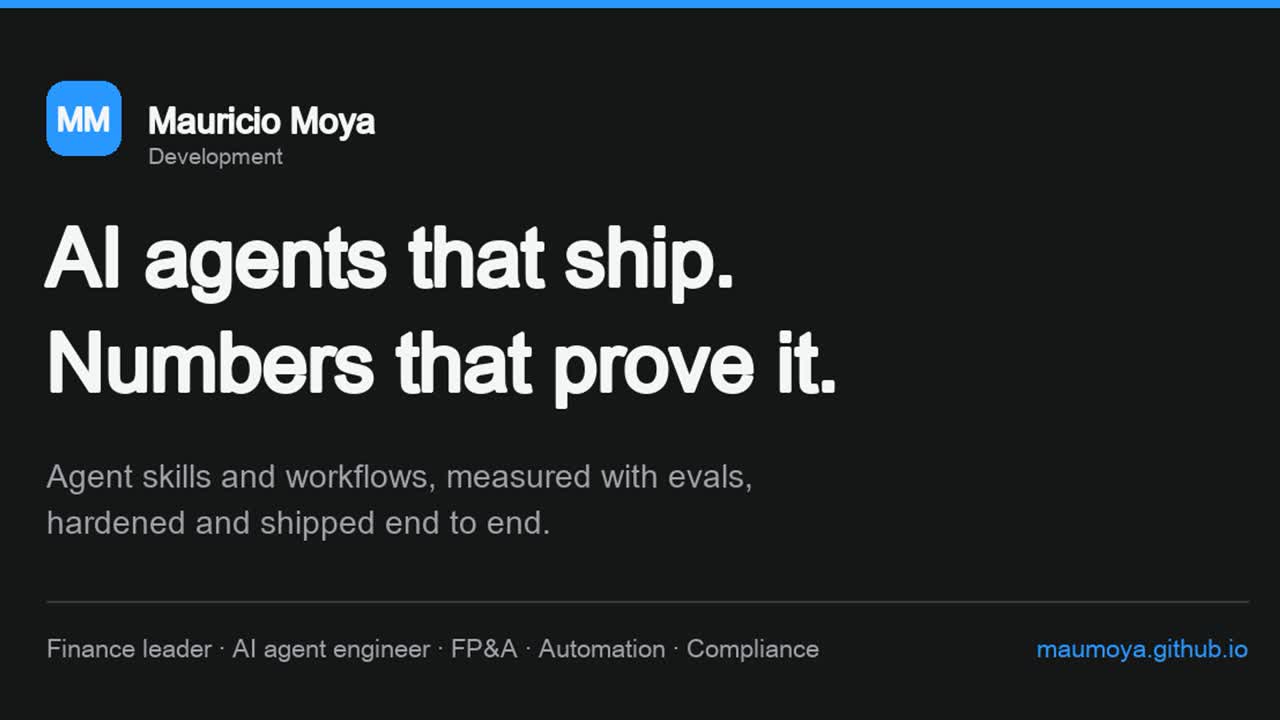 MM
Mauricio Moya
Development
AI agents that ship.
Numbers that prove it.
Agent skills and workflows, measured with evals,
hardened and shipped end to end.
Finance leader · AI agent engineer · FP&A · Automation · Compliance
maumoya.github.io